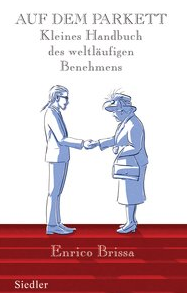 AUF DEM PARKETT
Kleines Handbuch
des weltläufigen
Benehmens
Enrico Brissa
Siedler